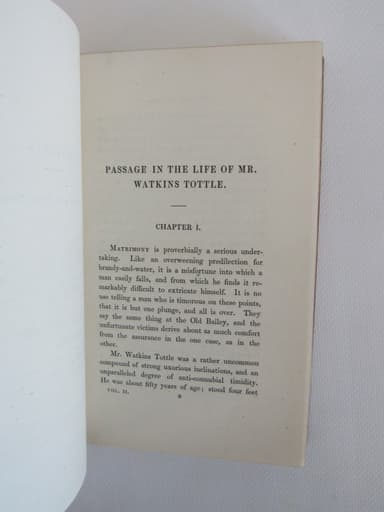 PASSAGE IN THE LIFE OF MR.
WATKINS TOTTLE.
CHAPTER I.
MATRIMONY is proverbially a serious under-
taking. Like an overweening predilection for
brandy-and-water, it is a misfortune into which a
man easily falls, and from which he finds it re-
markably difficult to extricate himself. It is no
use telling a man who is timorous on these points,
that it is but one plunge, and all is over. They
say the same thing at the Old Bailey, and the
unfortunate victims derive about as much comfort
from the assurance in the one case, as in the
other.
Mr. Watkins Tottle was a rather uncommon
compound of strong uxorious inclinations, and an
unparalleled degree of anti-connubial timidity.
He was about fifty years of age; stood four feet
VOL. II.